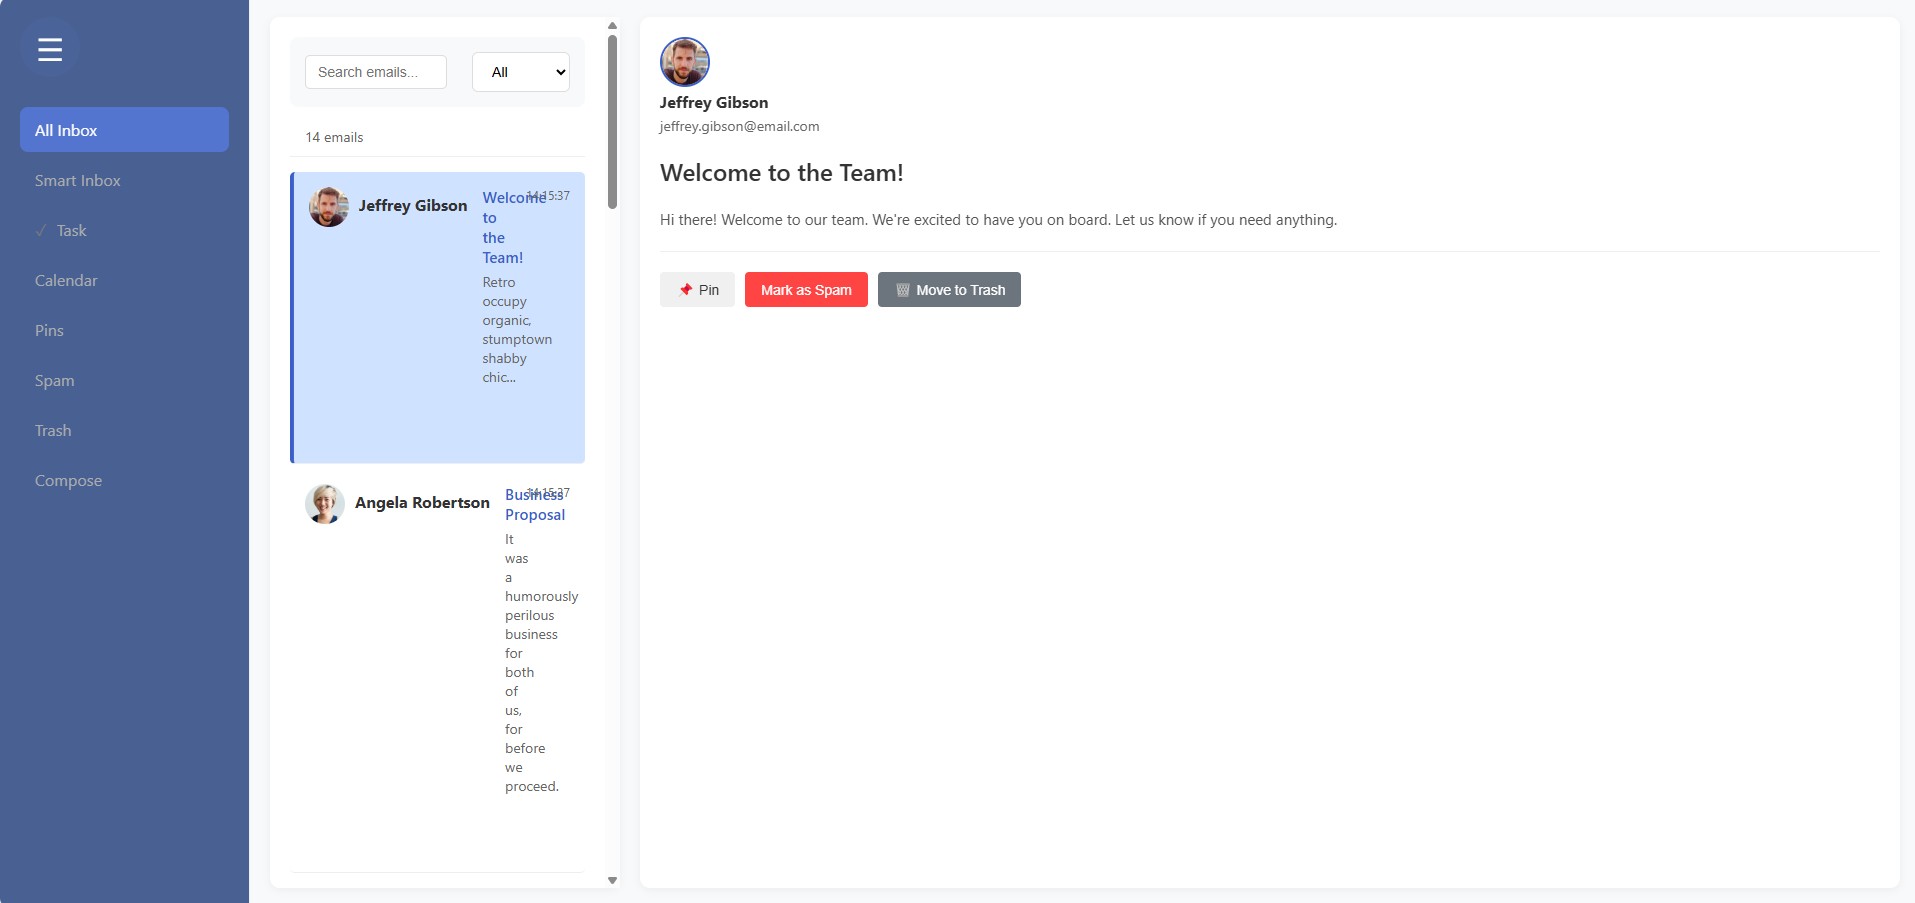 ☰
All Inbox
Smart Inbox
✓ Task
Calendar
Pins
Spam
Trash
Compose
Search emails...
All
14 emails
Jeffrey Gibson
14:15:37
Welcome
to
the
Team!
Retro
occupy
organic,
stumptown
shabby
chic...
Angela Robertson
14:15:37
Business
Proposal
It
was
a
humorously
perilous
business
for
both
of
us,
for
before
we
proceed.
Jeffrey Gibson
jeffrey.gibson@email.com
Welcome to the Team!
Hi there! Welcome to our team. We're excited to have you on board. Let us know if you need anything.
📌 Pin
Mark as Spam
🗑 Move to Trash